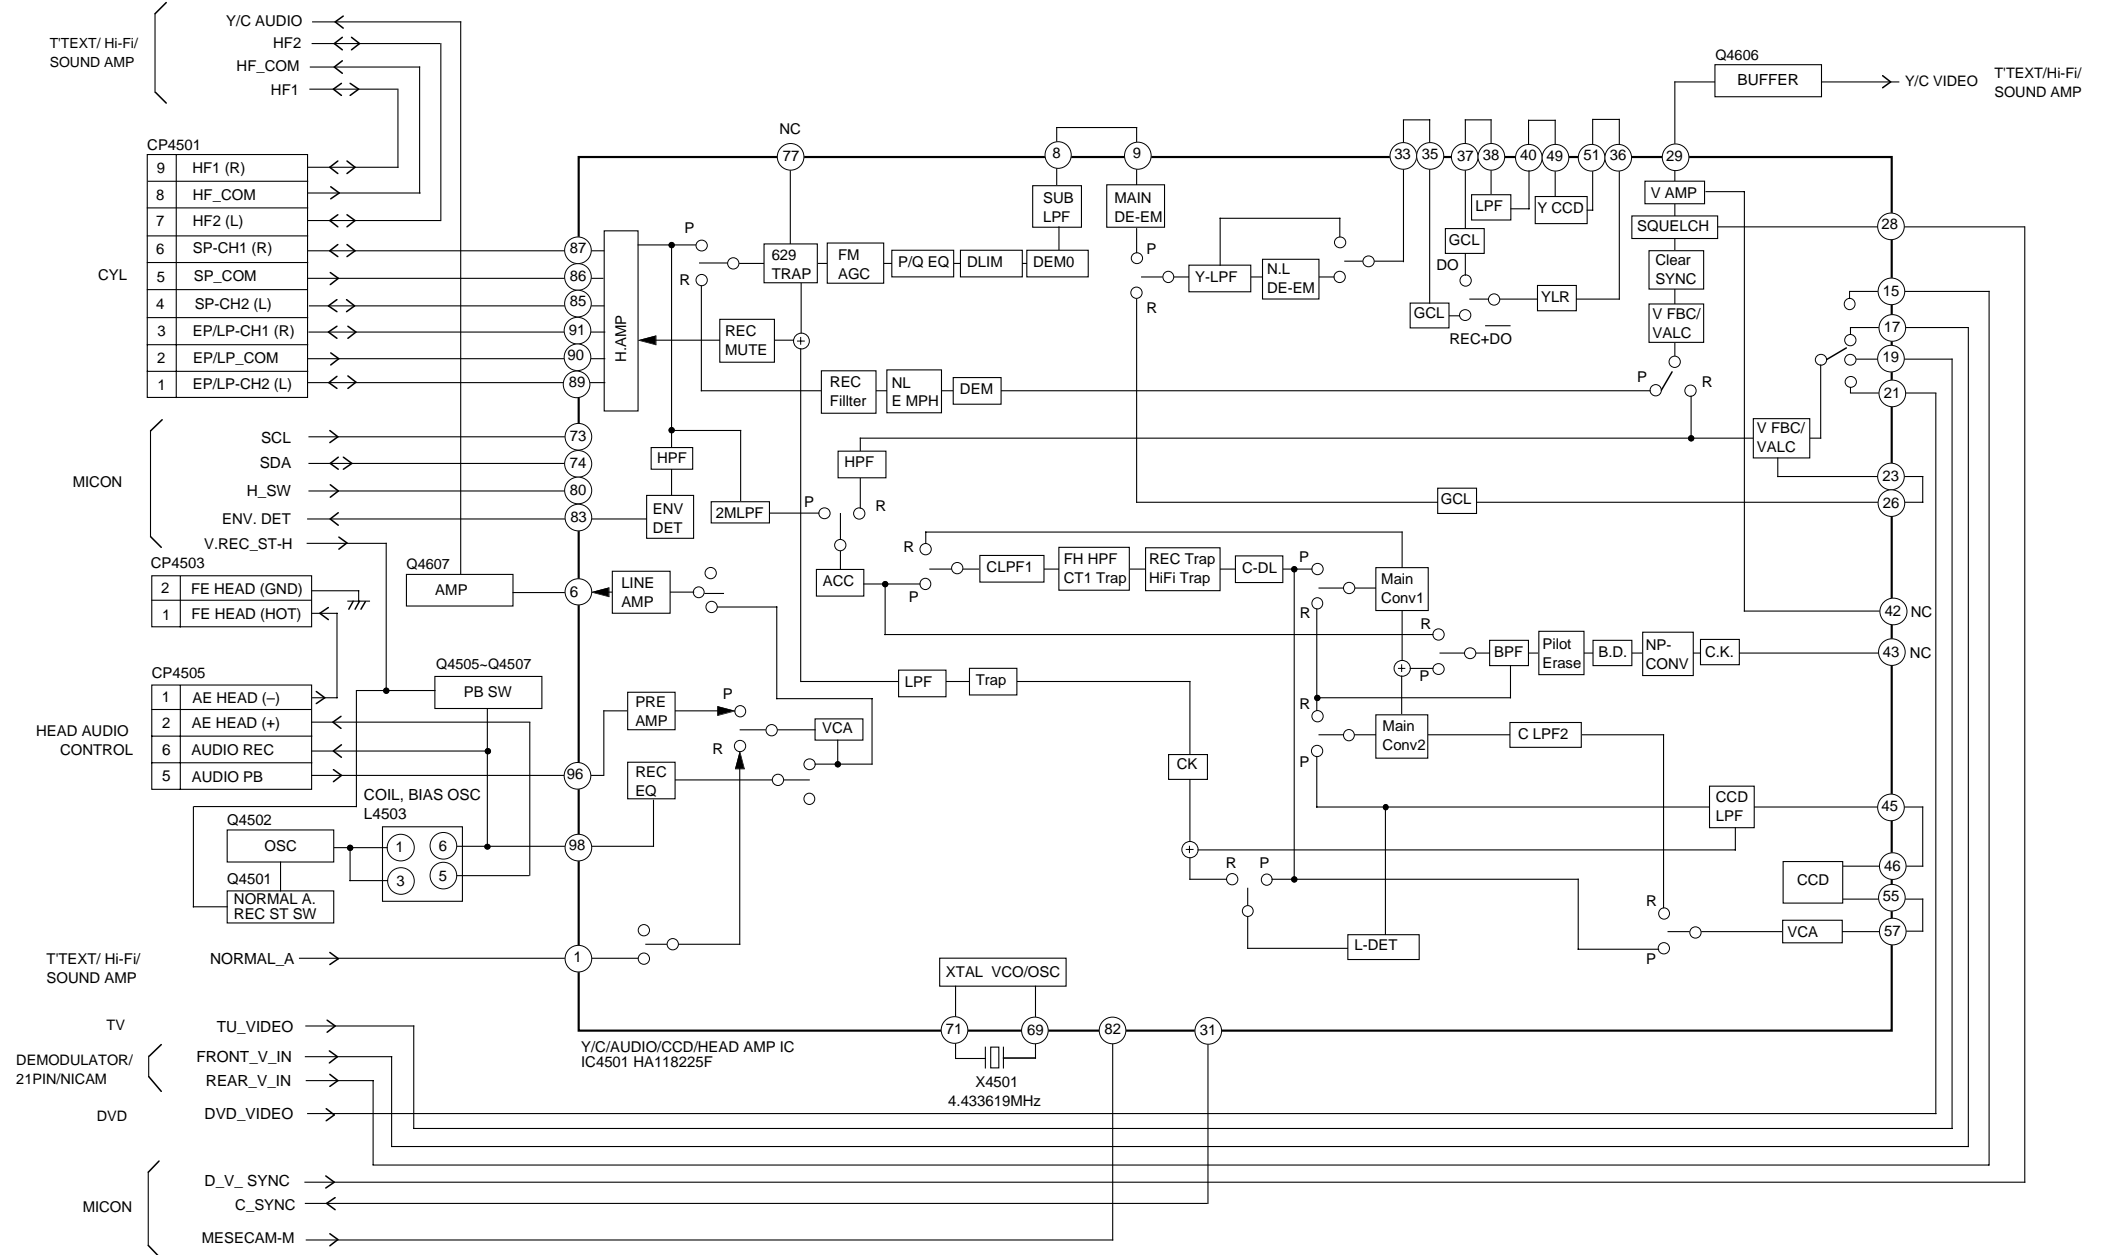 T'TEXT/ Hi-Fi/
SOUND AMP
Y/C AUDIO
HF2
HF_COM
HF1
CP4501
CYL
9 HF1 (R)
8 HF_COM
7 HF2 (L)
6 SP-CH1 (R)
5 SP_COM
4 SP-CH2 (L)
3 EP/LP-CH1 (R)
2 EP/LP_COM
1 EP/LP-CH2 (L)
MICON
SCL
SDA
H_SW
ENV. DET
V.REC_ST-H
CP4503
2 FE HEAD (GND)
1 FE HEAD (HOT)
CP4505
HEAD AUDIO
CONTROL
1 AE HEAD (–)
2 AE HEAD (+)
6 AUDIO REC
5 AUDIO PB
Q4607
AMP
Q4505~Q4507
PB SW
COIL, BIAS OSC
L4503
1
6
3
5
Q4502
OSC
Q4501
NORMAL A.
REC ST SW
T'TEXT/ Hi-Fi/
SOUND AMP
NORMAL_A
TV
TU_VIDEO
DEMODULATOR/
21PIN/NICAM
FRONT_V_IN
REAR_V_IN
DVD
DVD_VIDEO
MICON
D_V_ SYNC
C_SYNC
MESECAM-M
87
86
85
91
90
89
73
74
80
83
6
96
98
1
H.AMP
NC
77
P
R
629
TRAP
FM
AGC
P/Q EQ
DLIM
DEM0
SUB
LPF
8
9
MAIN
DE-EM
P
R
Y-LPF
N.L
DE-EM
REC
MUTE
+
REC
Fillter
NL
E MPH
DEM
HPF
ENV
DET
2MLPF
P
R
HPF
ACC
LINE
AMP
PRE
AMP
P
R
VCA
REC
EQ
33
35
37
38
40
49
51
36
29
LPF
Y CCD
GCL
DO
GCL
REC+DO
YLR
Q4606
BUFFER
Y/C VIDEO
T'TEXT/Hi-Fi/
SOUND AMP
V AMP
SQUELCH
Clear
SYNC
V FBC/
VALC
P
R
V FBC/
VALC
28
15
17
19
21
23
26
GCL
R
P
CLPF1
FH HPF
CT1 Trap
REC Trap
HiFi Trap
C-DL
P
R
Main
Conv1
R
+
P
BPF
Pilot
Erase
B.D.
NP-
CONV
C.K.
42
NC
43
NC
LPF
Trap
R
P
Main
Conv2
C LPF2
CK
+
R
P
L-DET
CCD
LPF
45
46
CCD
55
57
R
P
VCA
XTAL VCO/OSC
71
69
82
31
X4501
4.433619MHz
Y/C/AUDIO/CCD/HEAD AMP IC
IC4501 HA118225F